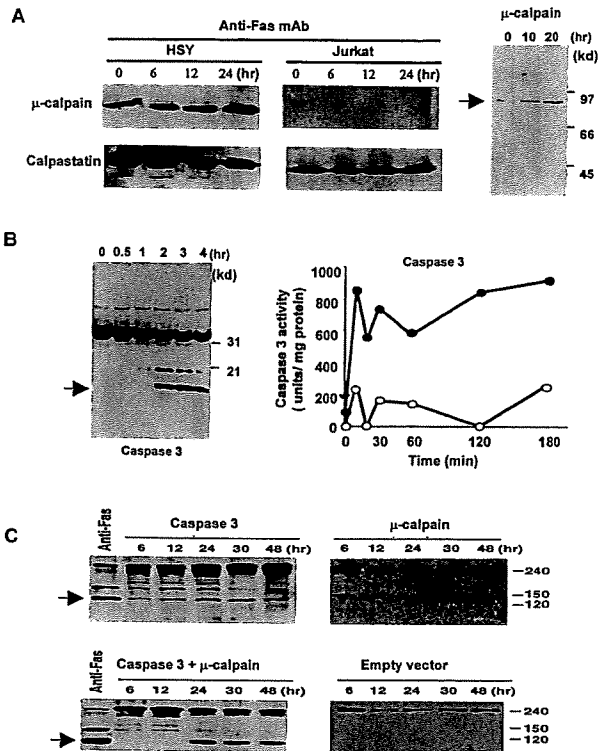 A
Anti-Fas mAb
HSY
Jurkat
0 6 12 24 (hr)
0 6 12 24 (hr)
μ-calpain
Calpastatin
μ-calpain
0 10 20 (hr)
(kd)
97
66
45
B
0 0.5 1 2 3 4 (hr)
(kd)
31
21
Caspase 3
Caspase 3
Caspase 3 activity
( units/ mg protein)
1000
800
600
400
200
0
0 30 60 120 180
Time (min)
C
Anti-Fas
Caspase 3
6 12 24 30 48 (hr)
μ-calpain
6 12 24 30 48 (hr)
240
150
120
Anti-Fas
Caspase 3 + μ-calpain
6 12 24 30 48 (hr)
Empty vector
6 12 24 30 48 (hr)
240
150
120